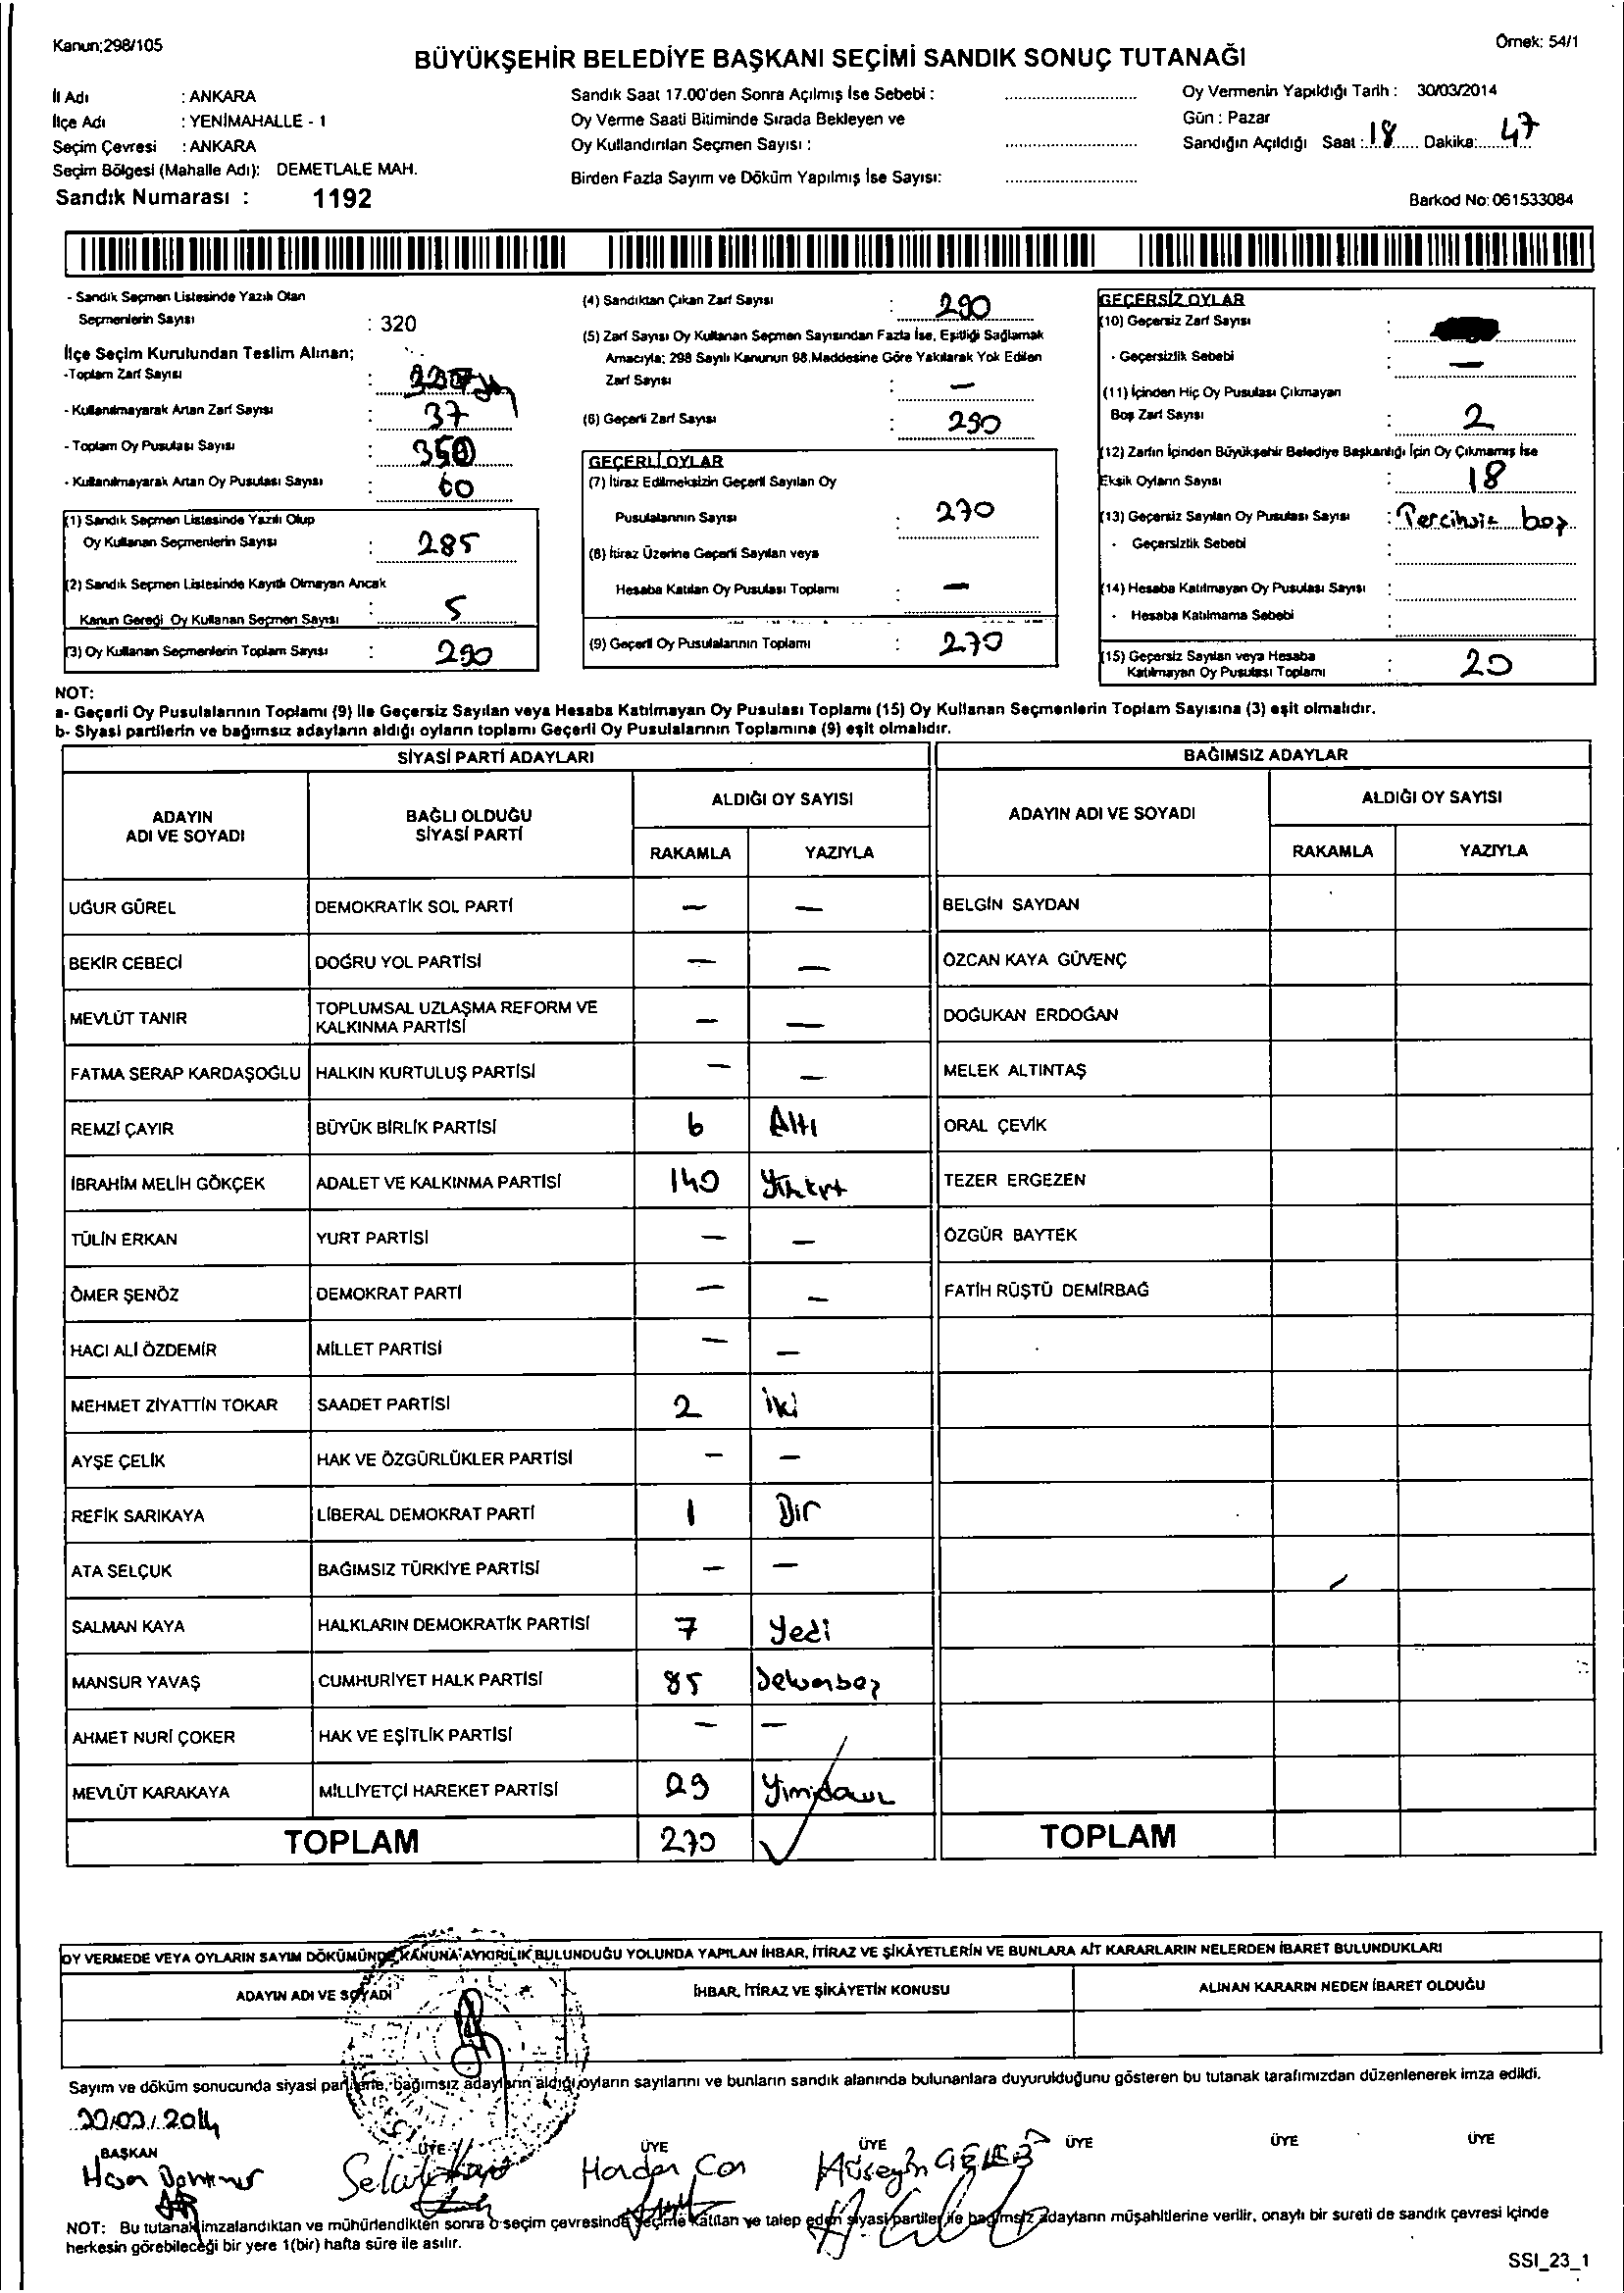 Kanun;298/105
Örnek: 54/1
BÜYÜKŞEHİR BELEDİYE BAŞKANI SEÇİMİ SANDIK SONUÇ TUTANAĞI
İl Adı : ANKARA
İlçe Adı : YENİMAHALLE - 1
Seçim Çevresi : ANKARA
Seçim Bölgesi (Mahalle Adı): DEMETLALE MAH.
Sandık Numarası : 1192
Sandık Saat 17.00'den Sonra Açılmış İse Sebebi :
Oy Verme Saati Bitiminde Sırada Bekleyen ve
Oy Kullandırılan Seçmen Sayısı :
Birden Fazla Sayım ve Döküm Yapılmış İse Sayısı:
Oy Vermenin Yapıldığı Tarih : 30/03/2014
Gün : Pazar
Sandığın Açıldığı Saat : 18 Dakika: 47
Barkod No: 061533084
- Sandık Seçmen Listesinde Yazılı Olan
Seçmenlerin Sayısı : 320
İlçe Seçim Kurulundan Teslim Alınan;
-Toplam Zarf Sayısı :
- Kullanılmayarak Artan Zarf Sayısı : 37
- Toplam Oy Pusulası Sayısı : 350
- Kullanılmayarak Artan Oy Pusulası Sayısı : 60
(1) Sandık Seçmen Listesinde Yazılı Olup
Oy Kullanan Seçmenlerin Sayısı : 285
(2) Sandık Seçmen Listesinde Kayıtlı Olmayan Ancak
Kanun Gereği Oy Kullanan Seçmen Sayısı : 5
(3) Oy Kullanan Seçmenlerin Toplam Sayısı : 290
(4) Sandıktan Çıkan Zarf Sayısı : 290
(5) Zarf Sayısı Oy Kullanan Seçmen Sayısından Fazla İse, Eşitliği Sağlamak
Amacıyla; 298 Sayılı Kanunun 98.Maddesine Göre Yakılarak Yok Edilen
Zarf Sayısı : —
(6) Geçerli Zarf Sayısı : 290
GEÇERLİ OYLAR
(7) İtiraz Edilmeksizin Geçerli Sayılan Oy
Pusulalarının Sayısı : 270
(8) İtiraz Üzerine Geçerli Sayılan veya
Hesaba Katılan Oy Pusulası Toplamı : —
(9) Geçerli Oy Pusulalarının Toplamı : 270
GEÇERSİZ OYLAR
(10) Geçersiz Zarf Sayısı :
- Geçersizlik Sebebi : —
(11) İçinden Hiç Oy Pusulası Çıkmayan
Boş Zarf Sayısı : 2
(12) Zarfın İçinden Büyükşehir Belediye Başkanlığı İçin Oy Çıkmamış İse
Eksik Oyların Sayısı : 18
(13) Geçersiz Sayılan Oy Pusulası Sayısı : Tercihsiz boş
- Geçersizlik Sebebi :
(14) Hesaba Katılmayan Oy Pusulası Sayısı :
- Hesaba Katılmama Sebebi :
(15) Geçersiz Sayılan veya Hesaba
Katılmayan Oy Pusulası Toplamı : 20
NOT:
a- Geçerli Oy Pusulalarının Toplamı (9) İle Geçersiz Sayılan veya Hesaba Katılmayan Oy Pusulası Toplamı (15) Oy Kullanan Seçmenlerin Toplam Sayısına (3) eşit olmalıdır.
b- Siyasi partilerin ve bağımsız adayların aldığı oyların toplamı Geçerli Oy Pusulalarının Toplamına (9) eşit olmalıdır.
SİYASİ PARTİ ADAYLARI
BAĞIMSIZ ADAYLAR
ADAYIN ADI VE SOYADI
BAĞLI OLDUĞU SİYASİ PARTİ
ALDIĞI OY SAYISI
RAKAMLA YAZIYLA
ADAYIN ADI VE SOYADI
ALDIĞI OY SAYISI
RAKAMLA YAZIYLA
UĞUR GÜREL DEMOKRATİK SOL PARTİ — — BELGİN SAYDAN
BEKİR CEBECİ DOĞRU YOL PARTİSİ — — ÖZCAN KAYA GÜVENÇ
MEVLÜT TANIR TOPLUMSAL UZLAŞMA REFORM VE KALKINMA PARTİSİ — — DOĞUKAN ERDOĞAN
FATMA SERAP KARDAŞOĞLU HALKIN KURTULUŞ PARTİSİ — — MELEK ALTINTAŞ
REMZİ ÇAYIR BÜYÜK BİRLİK PARTİSİ 6 Altı ORAL ÇEVİK
İBRAHİM MELİH GÖKÇEK ADALET VE KALKINMA PARTİSİ 140 TEZER ERGEZEN
TÜLİN ERKAN YURT PARTİSİ — — ÖZGÜR BAYTEK
ÖMER ŞENÖZ DEMOKRAT PARTİ — — FATİH RÜŞTÜ DEMİRBAĞ
HACI ALİ ÖZDEMİR MİLLET PARTİSİ — —
MEHMET ZİYATTİN TOKAR SAADET PARTİSİ 2 iki
AYŞE ÇELİK HAK VE ÖZGÜRLÜKLER PARTİSİ — —
REFİK SARIKAYA LİBERAL DEMOKRAT PARTİ 1 Bir
ATA SELÇUK BAĞIMSIZ TÜRKİYE PARTİSİ — —
SALMAN KAYA HALKLARIN DEMOKRATİK PARTİSİ 7 Yedi
MANSUR YAVAŞ CUMHURİYET HALK PARTİSİ 85
AHMET NURİ ÇOKER HAK VE EŞİTLİK PARTİSİ — —
MEVLÜT KARAKAYA MİLLİYETÇİ HAREKET PARTİSİ 29
TOPLAM 270 TOPLAM
OY VERMEDE VEYA OYLARIN SAYIM DÖKÜMÜNDE KANUNA AYKIRILIK BULUNDUĞU YOLUNDA YAPILAN İHBAR, İTİRAZ VE ŞİKÂYETLERİN VE BUNLARA AİT KARARLARIN NELERDEN İBARET BULUNDUKLARI
ADAYIN ADI VE SOYADI İHBAR, İTİRAZ VE ŞİKÂYETİN KONUSU ALINAN KARARIN NEDEN İBARET OLDUĞU
Sayım ve döküm sonucunda siyasi partilerle, bağımsız adayların aldığı oyların sayılarını ve bunların sandık alanında bulunanlara duyurulduğunu gösteren bu tutanak tarafımızdan düzenlenerek imza edildi.
30/03/2014
BAŞKAN ÜYE ÜYE ÜYE ÜYE ÜYE ÜYE
Handan Can
Hüseyin
NOT: Bu tutanak imzalandıktan ve mühürlendikten sonra o seçim çevresinde seçime katılan ve talep eden siyasi partiler ile bağımsız adayların müşahitlerine verilir, onaylı bir sureti de sandık çevresi içinde
herkesin görebileceği bir yere 1(bir) hafta süre ile asılır.
SSI_23_1